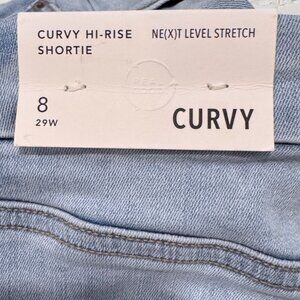 CURVY HI-RISE
SHORTIE
NE(X)T LEVEL STRETCH
8
29W
CURVY